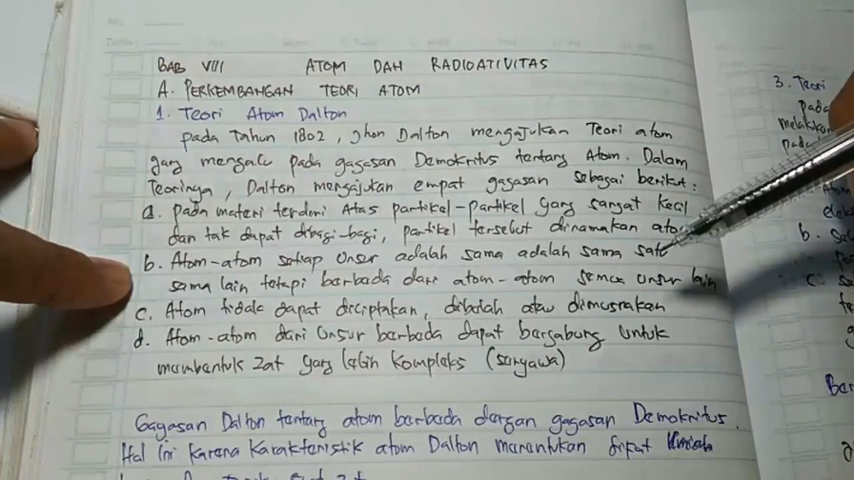 BAB VIII ATOM DAN RADIOATIVITAS
A. PERKEMBANGAN TEORI ATOM
1. Teori Atom Dalton
pada Tahun 1802, Jhon Dalton mengajukan Teori atom
yang mengacu pada gagasan Demokritus tentang Atom. Dalam
Teorinya, Dalton mengajukan empat gagasan sebagai berikut:
a. pada materi terdiri Atas partikel-partikel yang sangat kecil
dan tak dapat dibagi-bagi, partikel tersebut dinamakan
b. Atom-atom setiap unsur adalah sama adalah sama satu
sama lain tetapi berbeda dari atom-atom semua unsur lain
c. Atom tidak dapat diciptakan, dibelah atau dimusnakan
d. Atom-atom dari Unsur berbeda dapat bergabung untuk
membentuk zat yang lebih kompleks (senyawa)
Gagasan Dalton tentang atom berbeda dengan gagasan Demokritus.
Hal ini karena karakteristik atom Dalton menentukan sifat
3. Teori
pada
b.
c.